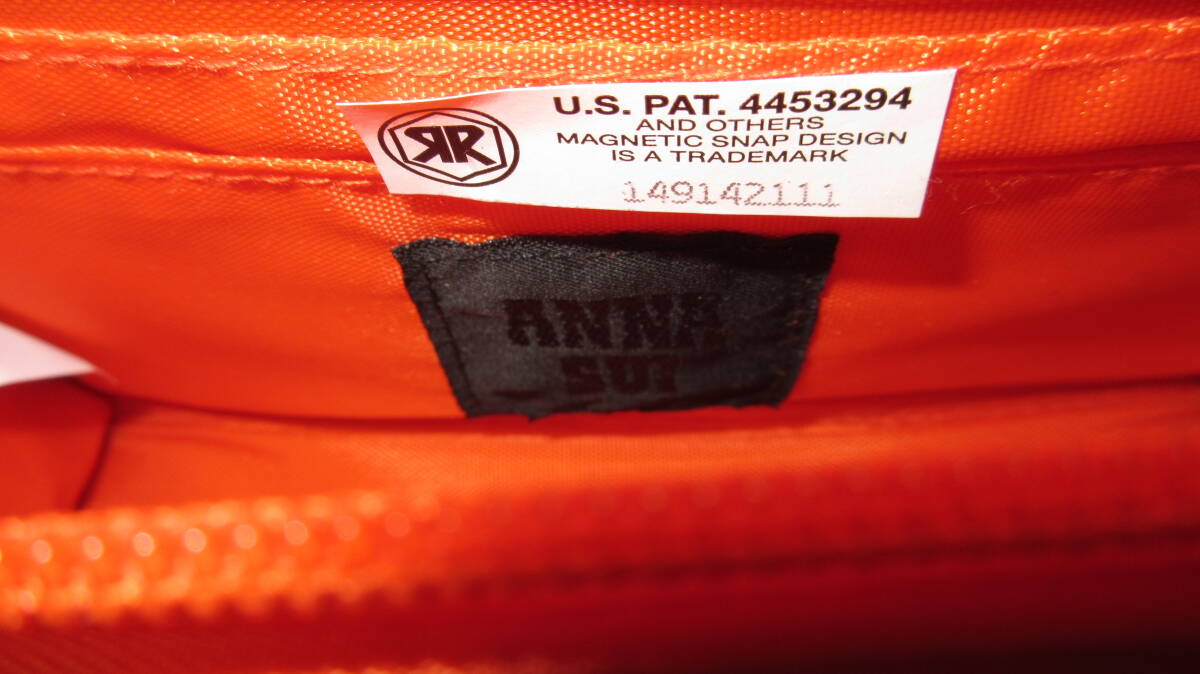 RR
U.S. PAT. 4453294
AND OTHERS
MAGNETIC SNAP DESIGN
IS A TRADEMARK
149142111
ANNA
SUI